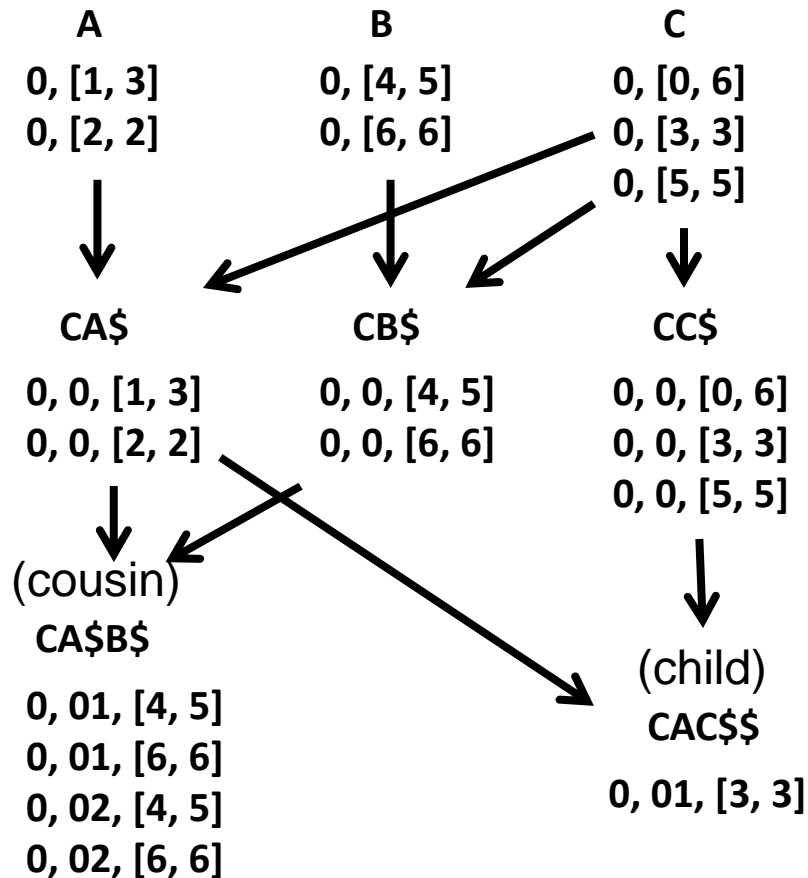 A
B
C
0, [1, 3]
0, [2, 2]
0, [4, 5]
0, [6, 6]
0, [0, 6]
0, [3, 3]
0, [5, 5]
CA$
CB$
CC$
0, 0, [1, 3]
0, 0, [2, 2]
0, 0, [4, 5]
0, 0, [6, 6]
0, 0, [0, 6]
0, 0, [3, 3]
0, 0, [5, 5]
(cousin)
CA$B$
0, 01, [4, 5]
0, 01, [6, 6]
0, 02, [4, 5]
0, 02, [6, 6]
(child)
CAC$$
0, 01, [3, 3]